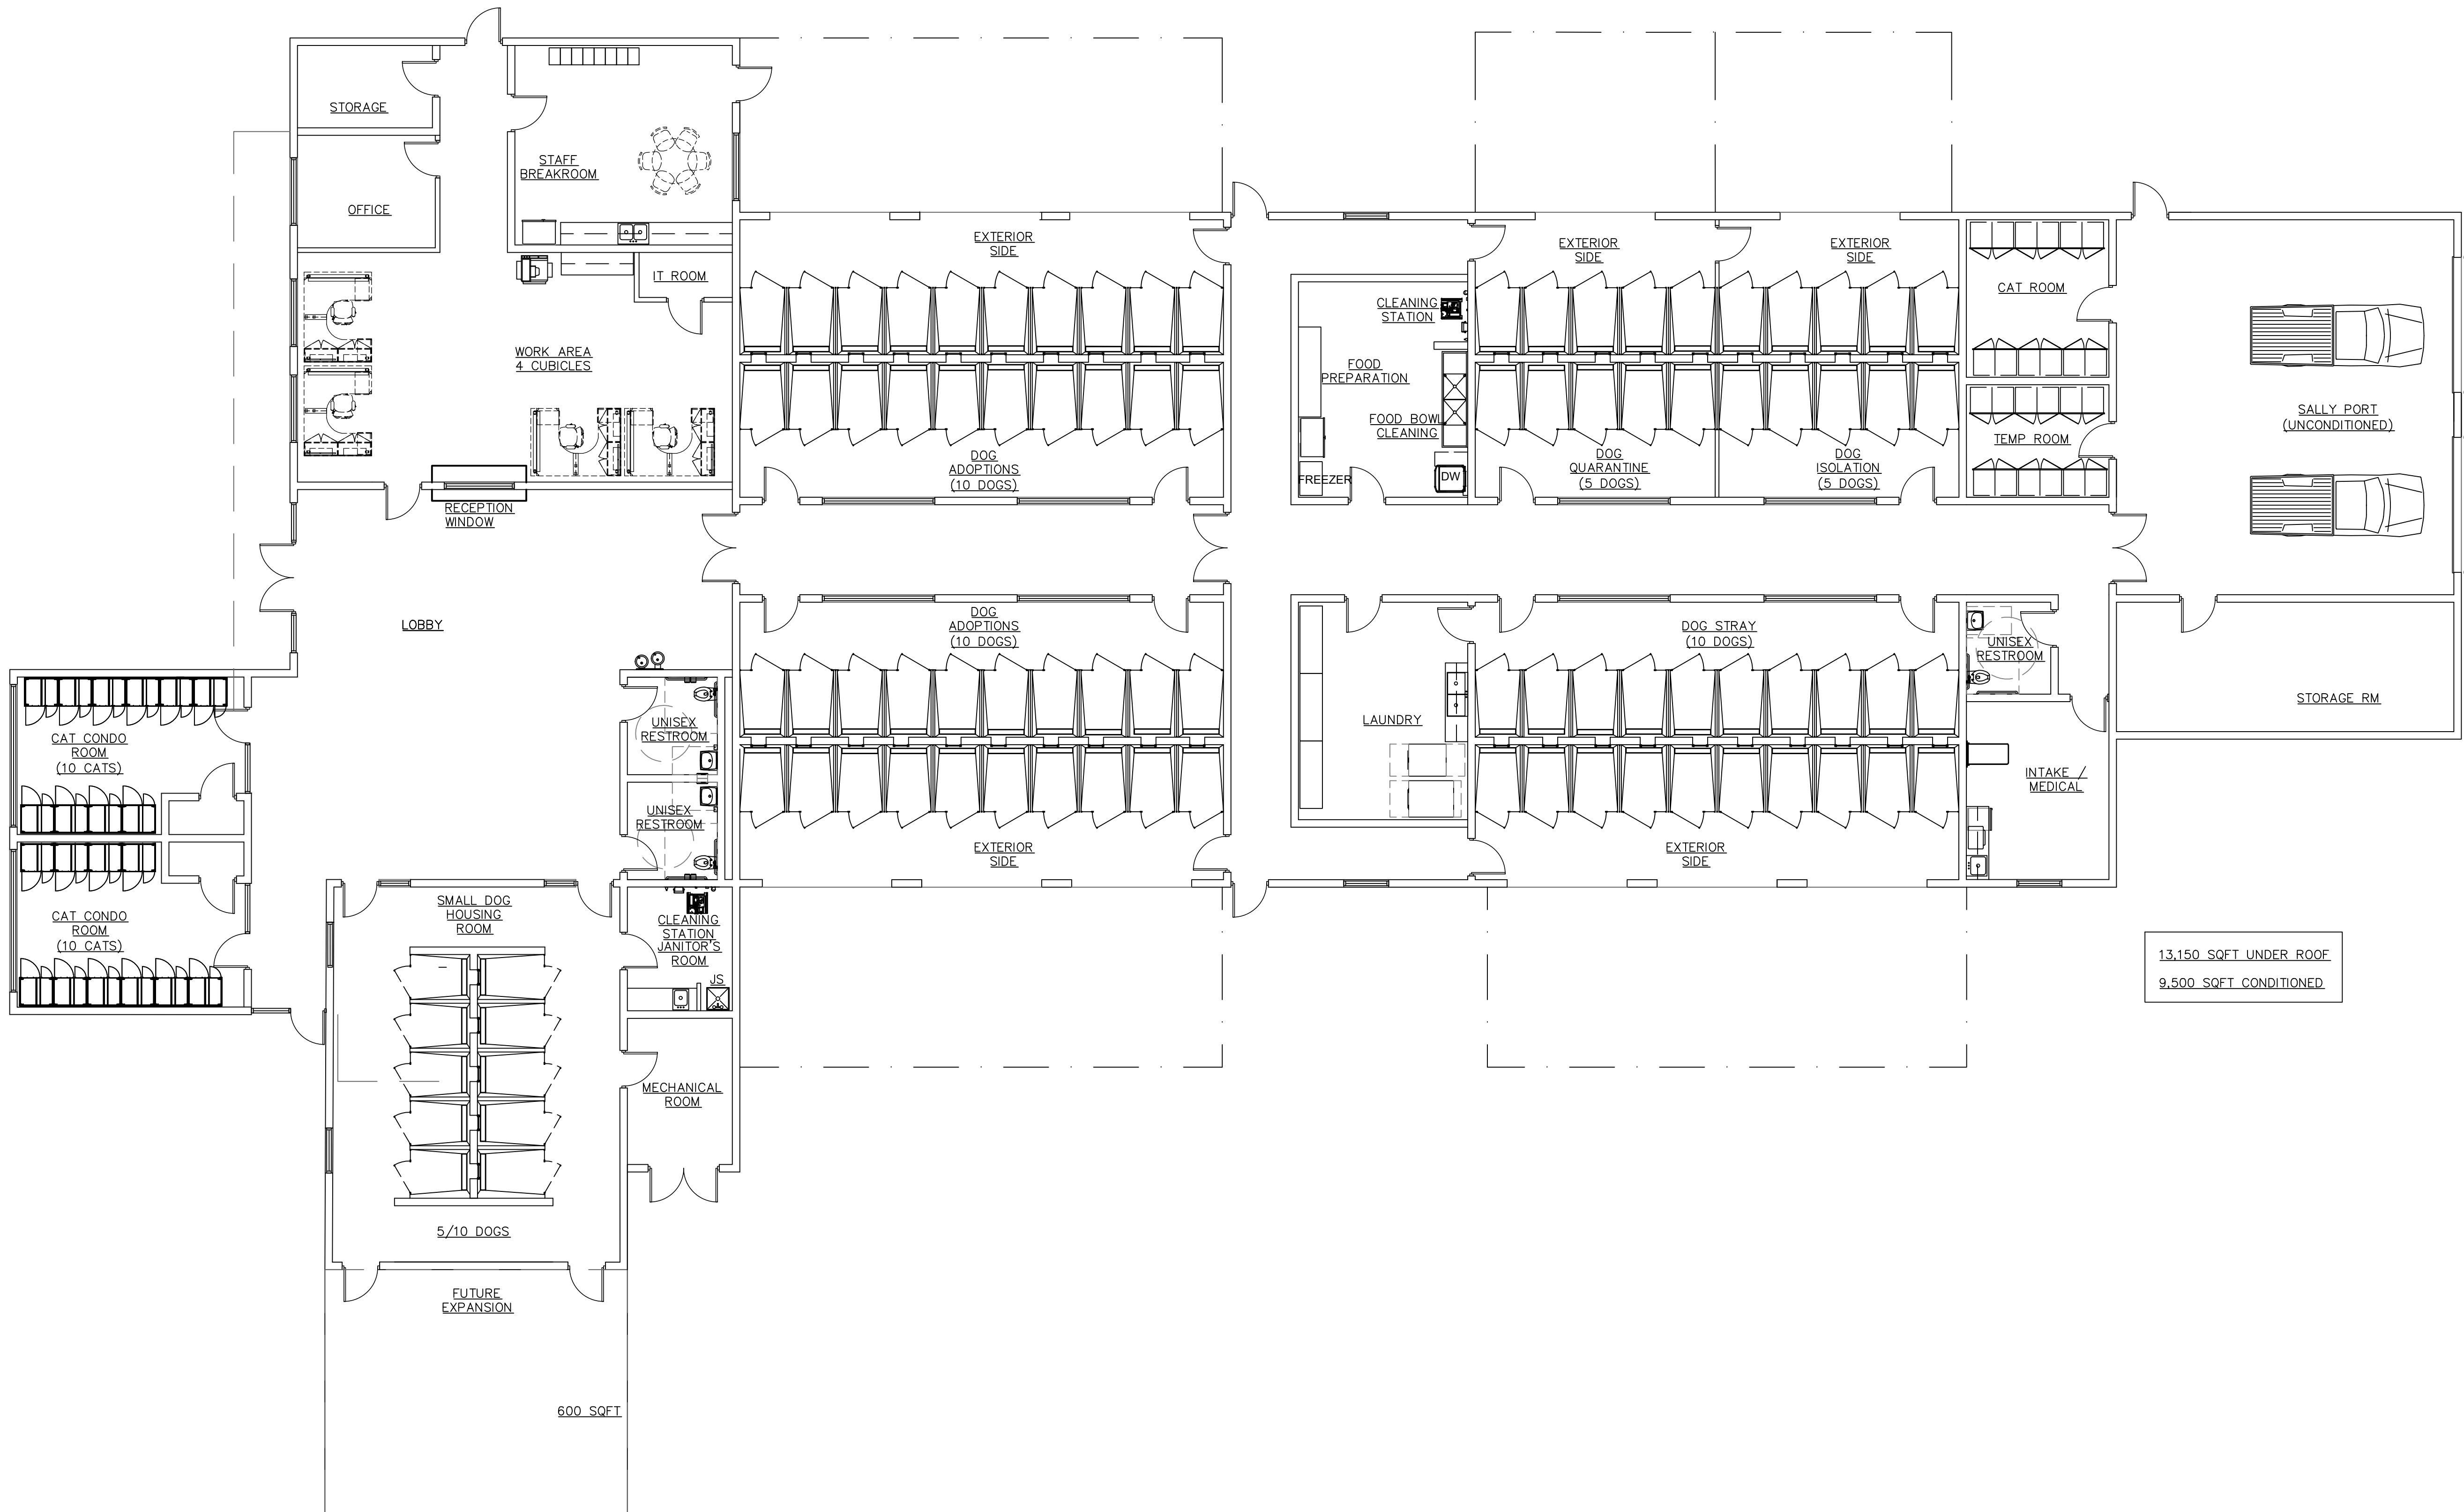 STORAGE
OFFICE
STAFF
BREAKROOM
IT ROOM
WORK AREA
4 CUBICLES
RECEPTION
WINDOW
EXTERIOR
SIDE
DOG
ADOPTIONS
(10 DOGS)
CLEANING
STATION
FOOD
PREPARATION
FOOD BOWL
CLEANING
FREEZER
DW
EXTERIOR
SIDE
EXTERIOR
SIDE
DOG
QUARANTINE
(5 DOGS)
DOG
ISOLATION
(5 DOGS)
CAT ROOM
TEMP ROOM
SALLY PORT
(UNCONDITIONED)
LOBBY
DOG
ADOPTIONS
(10 DOGS)
EXTERIOR
SIDE
LAUNDRY
DOG STRAY
(10 DOGS)
EXTERIOR
SIDE
UNISEX
RESTROOM
STORAGE RM
INTAKE /
MEDICAL
UNISEX
RESTROOM
UNISEX
RESTROOM
CAT CONDO
ROOM
(10 CATS)
CAT CONDO
ROOM
(10 CATS)
SMALL DOG
HOUSING
ROOM
CLEANING
STATION
JANITOR'S
ROOM
JS
MECHANICAL
ROOM
5/10 DOGS
FUTURE
EXPANSION
600 SQFT
13,150 SQFT UNDER ROOF
9,500 SQFT CONDITIONED